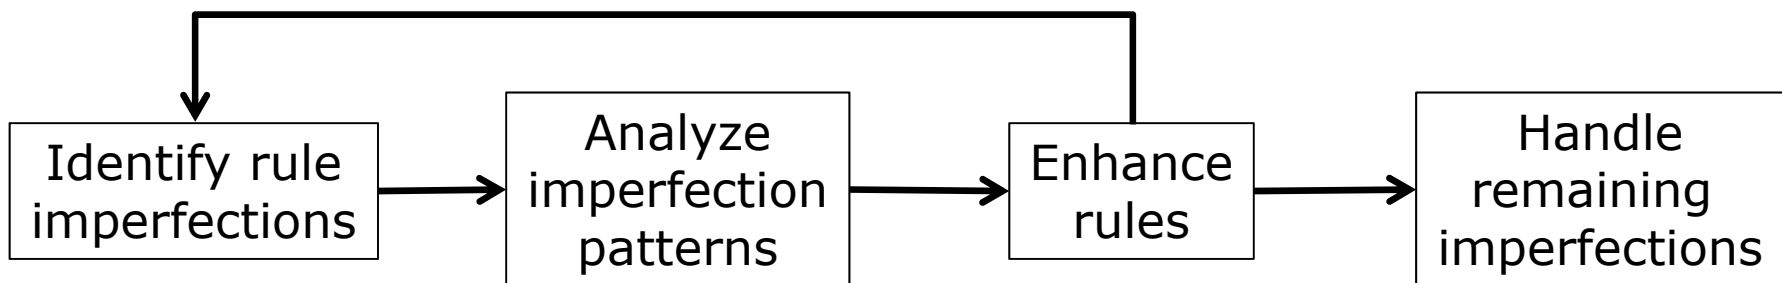 Identify rule
imperfections
Analyze
imperfection
patterns
Enhance
rules
Handle
remaining
imperfections